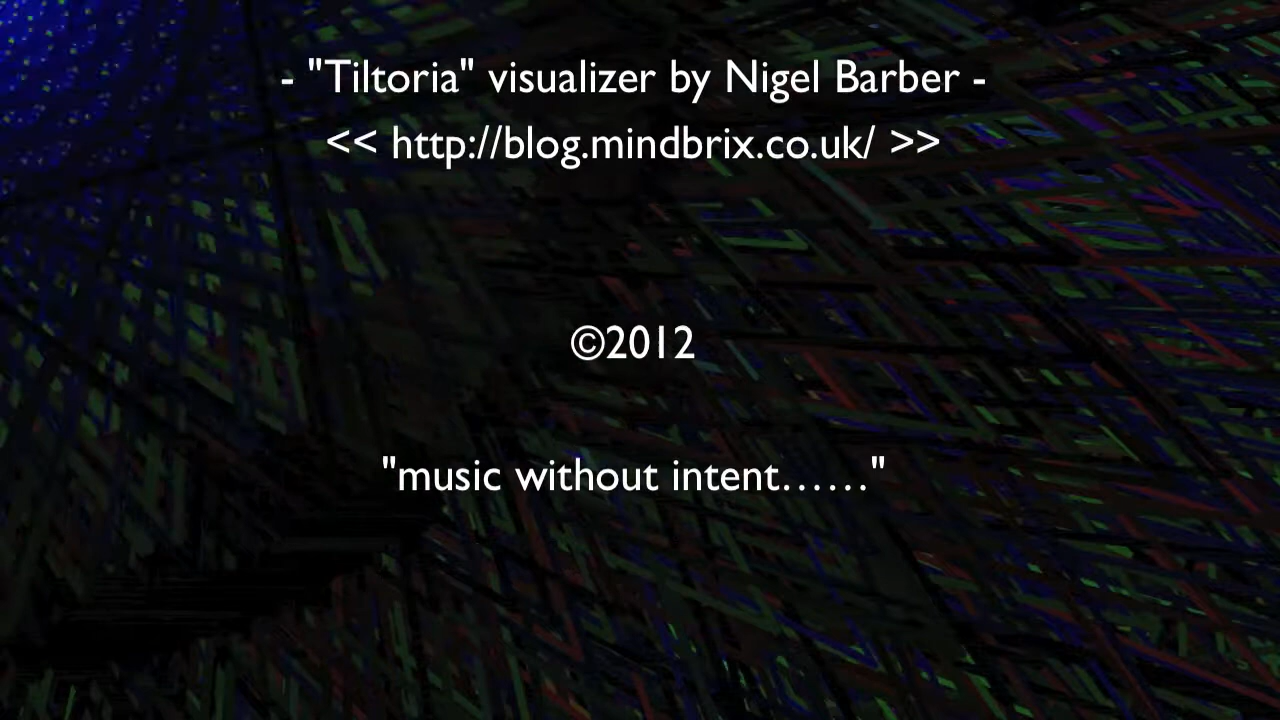 - "Tiltoria" visualizer by Nigel Barber -
<< http://blog.mindbrix.co.uk/ >>
©2012
"music without intent……"